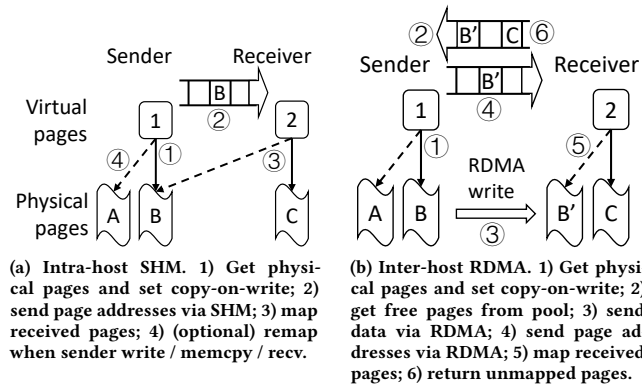 Sender
Receiver
B
②
Virtual
pages
1
2
④
①
③
Physical
pages
A
B
C
(a) Intra-host SHM. 1) Get physi-
cal pages and set copy-on-write; 2)
send page addresses via SHM; 3) map
received pages; 4) (optional) remap
when sender write / memcpy / recv.
②
B'
C
⑥
Sender
Receiver
B'
④
1
2
①
⑤
RDMA
write
③
A
B
B'
C
(b) Inter-host RDMA. 1) Get physi-
cal pages and set copy-on-write; 2)
get free pages from pool; 3) send
data via RDMA; 4) send page ad-
dresses via RDMA; 5) map received
pages; 6) return unmapped pages.